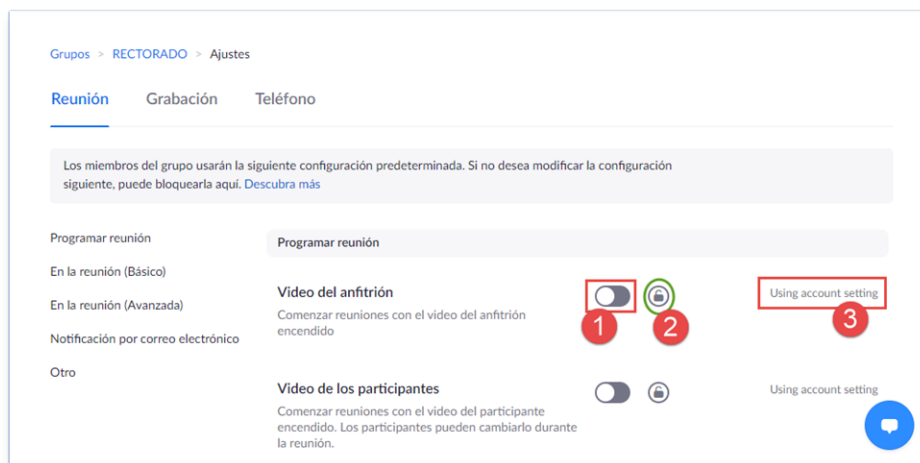 Grupos > RECTORADO > Ajustes
Reunión Grabación Teléfono
Los miembros del grupo usarán la siguiente configuración predeterminada. Si no desea modificar la configuración
siguiente, puede bloquearla aquí. Descubra más
Programar reunión
En la reunión (Básico)
En la reunión (Avanzada)
Notificación por correo electrónico
Otro
Programar reunión
Video del anfitrión
Comenzar reuniones con el video del anfitrión
encendido
1
2
Using account setting
3
Video de los participantes
Comenzar reuniones con el video del participante
encendido. Los participantes pueden cambiarlo durante
la reunión.
Using account setting